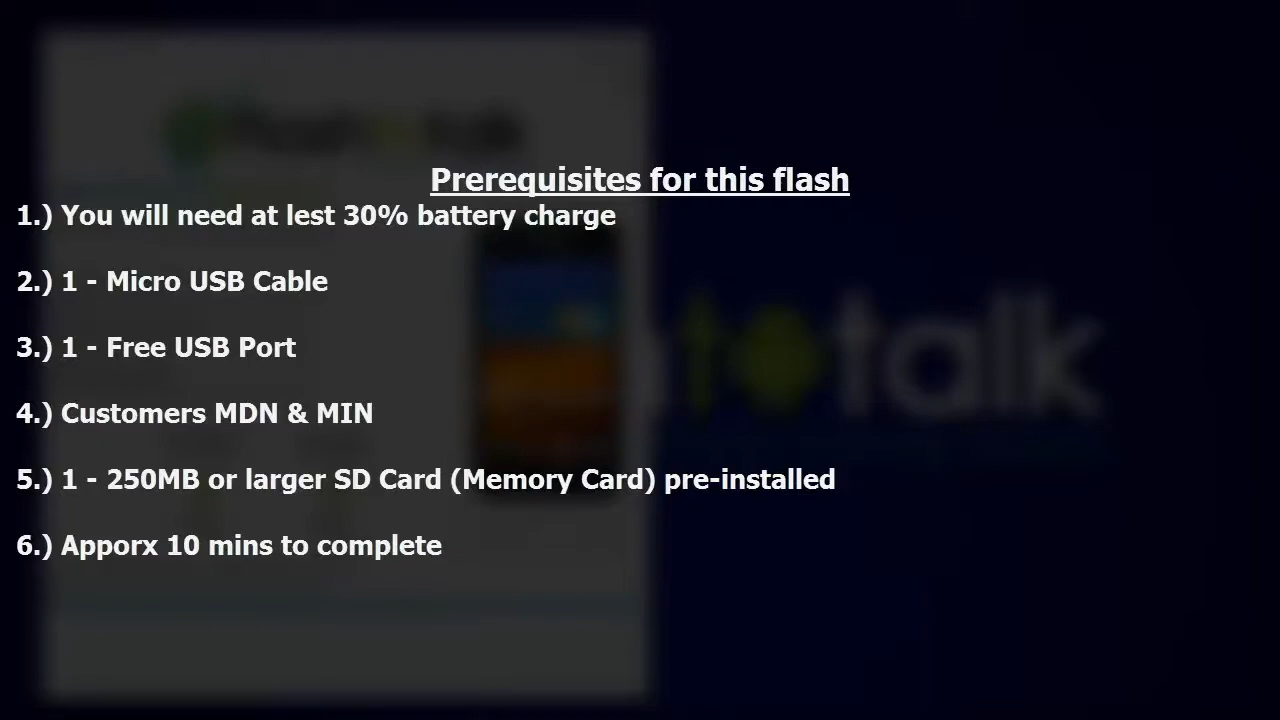 Prerequisites for this flash
1.) You will need at lest 30% battery charge
2.) 1 - Micro USB Cable
3.) 1 - Free USB Port
4.) Customers MDN & MIN
5.) 1 - 250MB or larger SD Card (Memory Card) pre-installed
6.) Apporx 10 mins to complete
talk